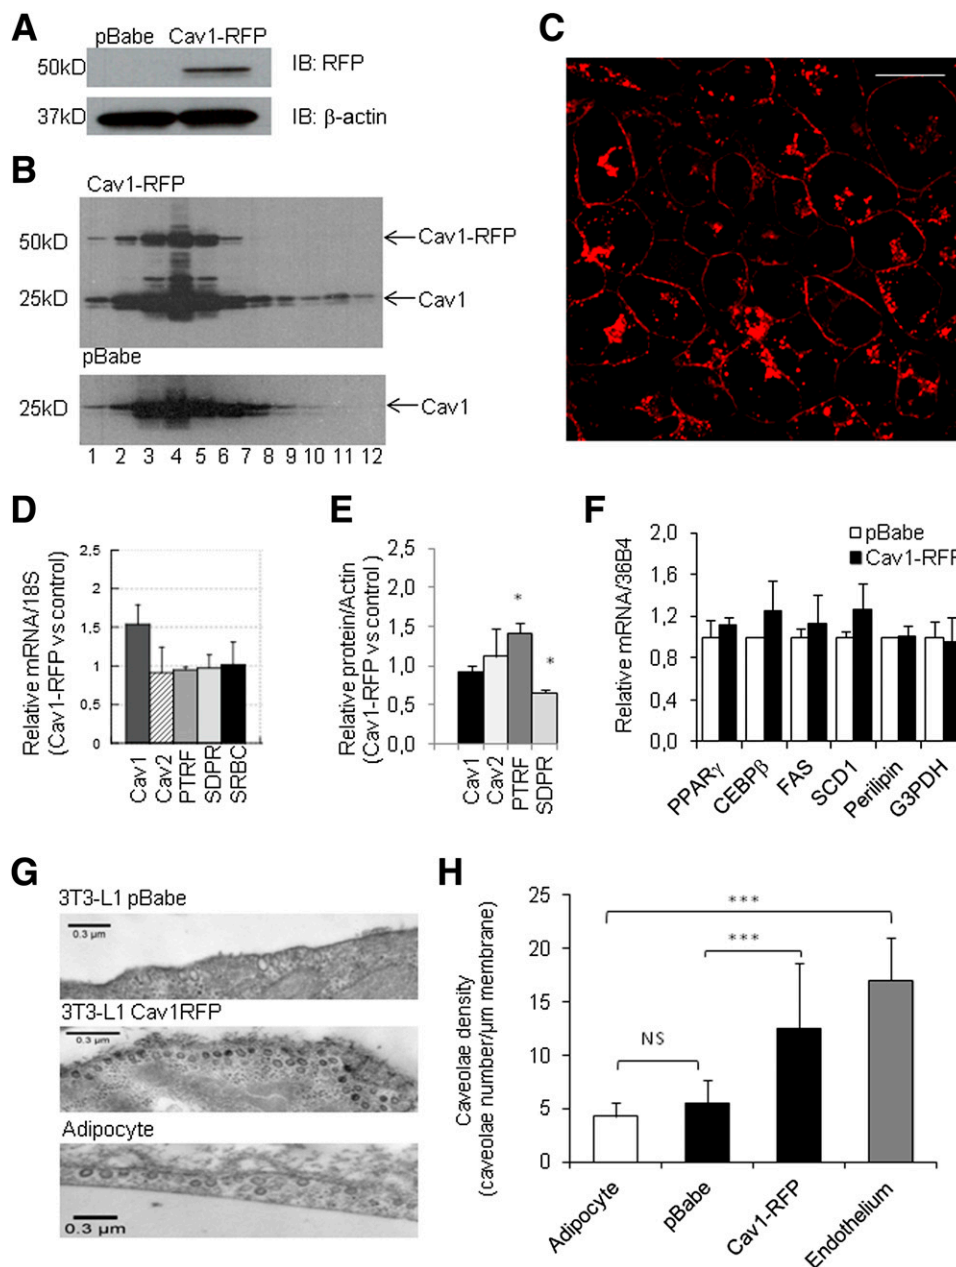 A
pBabe Cav1-RFP
50kD
IB: RFP
37kD
IB: β-actin
B
Cav1-RFP
50kD
Cav1-RFP
25kD
Cav1
pBabe
25kD
Cav1
1 2 3 4 5 6 7 8 9 10 11 12
C
D
Relative mRNA/18S
(Cav1-RFP vs control)
2.5
2
1.5
1
0.5
0
Cav1
Cav2
PTRF
SDPR
SRBC
E
Relative protein/Actin
(Cav1-RFP vs control)
2,5
2,0
1,5
1,0
0,5
0,0
*
*
Cav1
Cav2
PTRF
SDPR
F
Relative mRNA/36B4
2,0
1,6
1,2
0,8
0,4
0,0
pBabe
Cav1-RFP
PPARγ
CEBPβ
FAS
SCD1
Perilipin
G3PDH
G
3T3-L1 pBabe
0.3 µm
3T3-L1 Cav1RFP
0.3 µm
Adipocyte
0.3 µm
H
Caveolae density
(caveolae number/µm membrane)
25
20
15
10
5
0
***
***
NS
Adipocyte
pBabe
Cav1-RFP
Endothelium